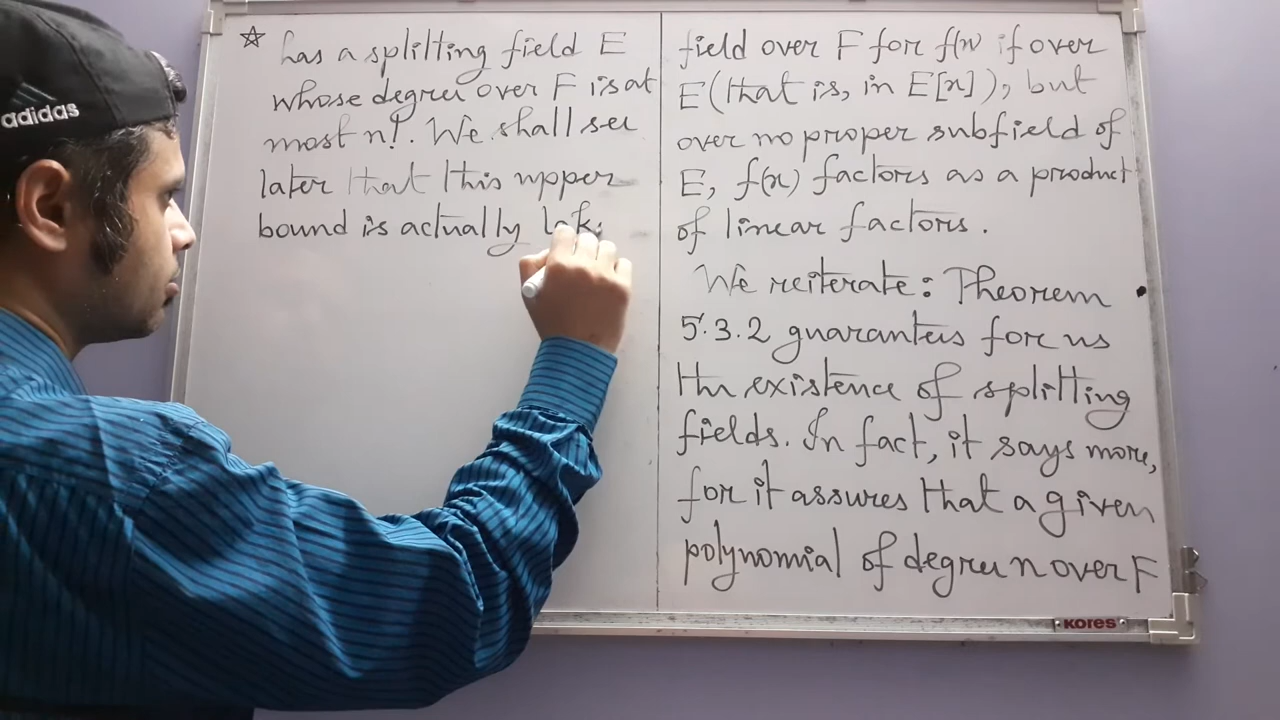 adidas
☆ has a splitting field E
whose degree over F is at
most n!. We shall see
later that this upper
bound is actually
field over F for f(x) if over
E (that is, in E[x]), but
over no proper subfield of
E, f(x) factors as a product
of linear factors.
We reiterate: Theorem
5.3.2 guarantees for us
the existence of splitting
fields. In fact, it says more,
for it assures that a given
polynomial of degree n over F
KORES